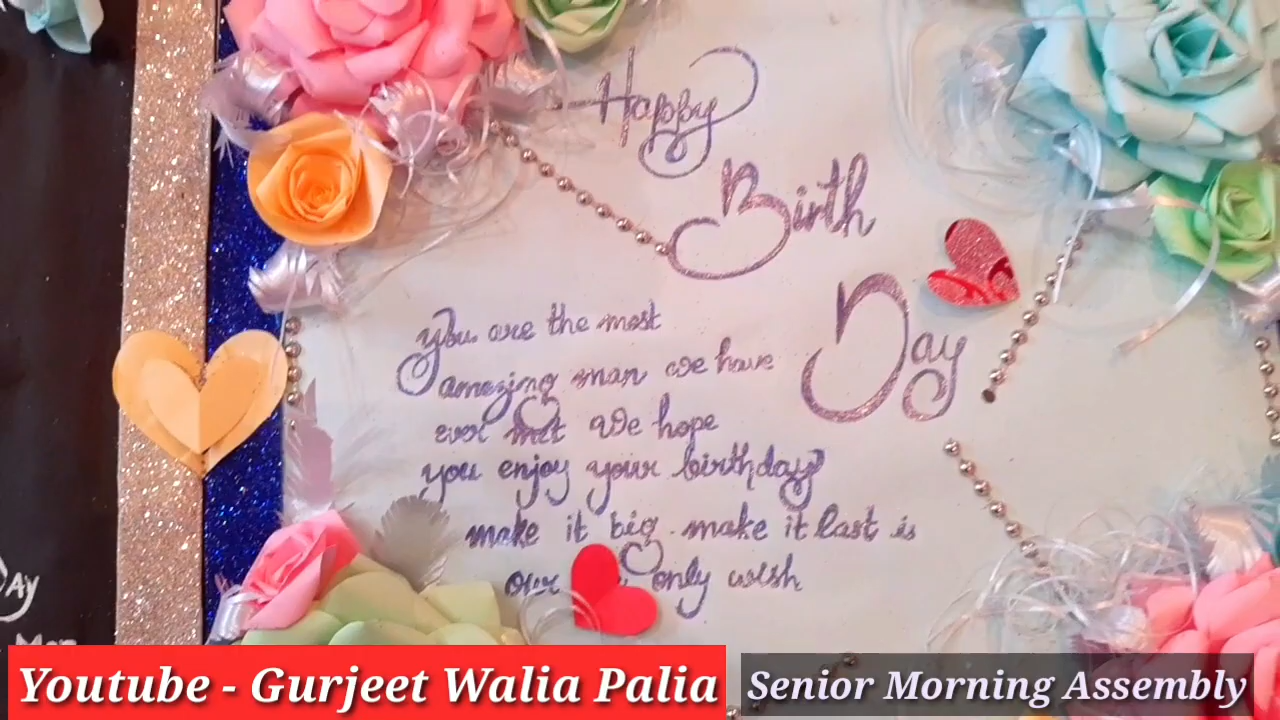 Happy
Birth
Day
You are the most
amazing man we have
ever met we hope
you enjoy your birthday
make it big make it last is
our only wish
Day
Youtube - Gurjeet Walia Palia
Senior Morning Assembly